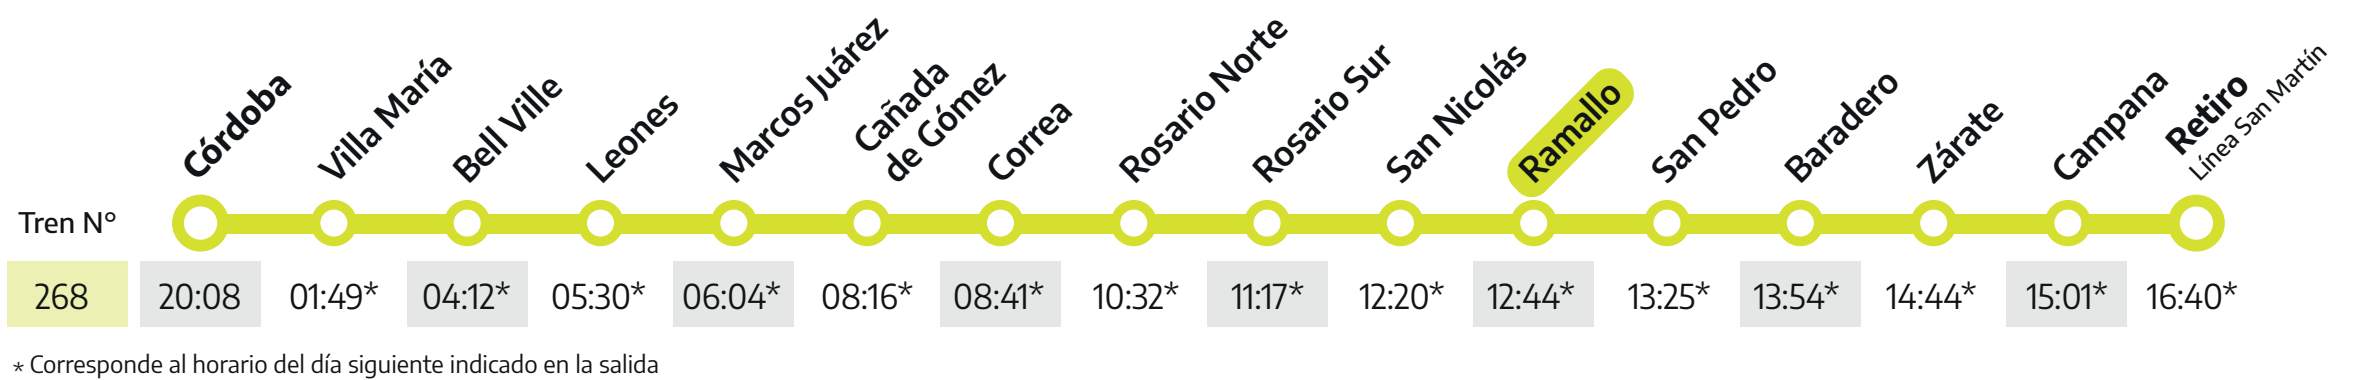 Córdoba
Villa María
Bell Ville
Leones
Marcos Juárez
Cañada
de Gómez
Correa
Rosario Norte
Rosario Sur
San Nicolás
Ramallo
San Pedro
Baradero
Zárate
Campana
Retiro
Línea San Martín
Tren N°
268 20:08 01:49* 04:12* 05:30* 06:04* 08:16* 08:41* 10:32* 11:17* 12:20* 12:44* 13:25* 13:54* 14:44* 15:01* 16:40*
* Corresponde al horario del día siguiente indicado en la salida